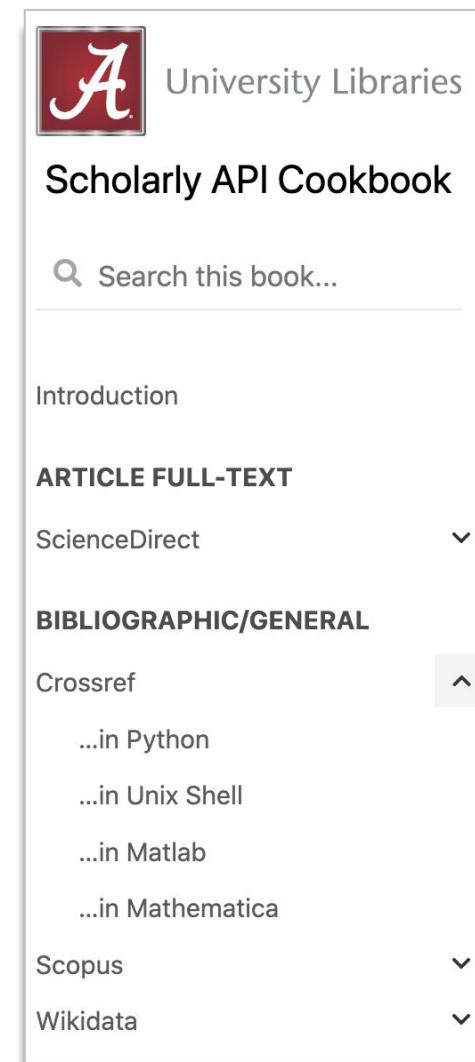 A
University Libraries
Scholarly API Cookbook
Search this book...
Introduction
ARTICLE FULL-TEXT
ScienceDirect
BIBLIOGRAPHIC/GENERAL
Crossref
...in Python
...in Unix Shell
...in Matlab
...in Mathematica
Scopus
Wikidata